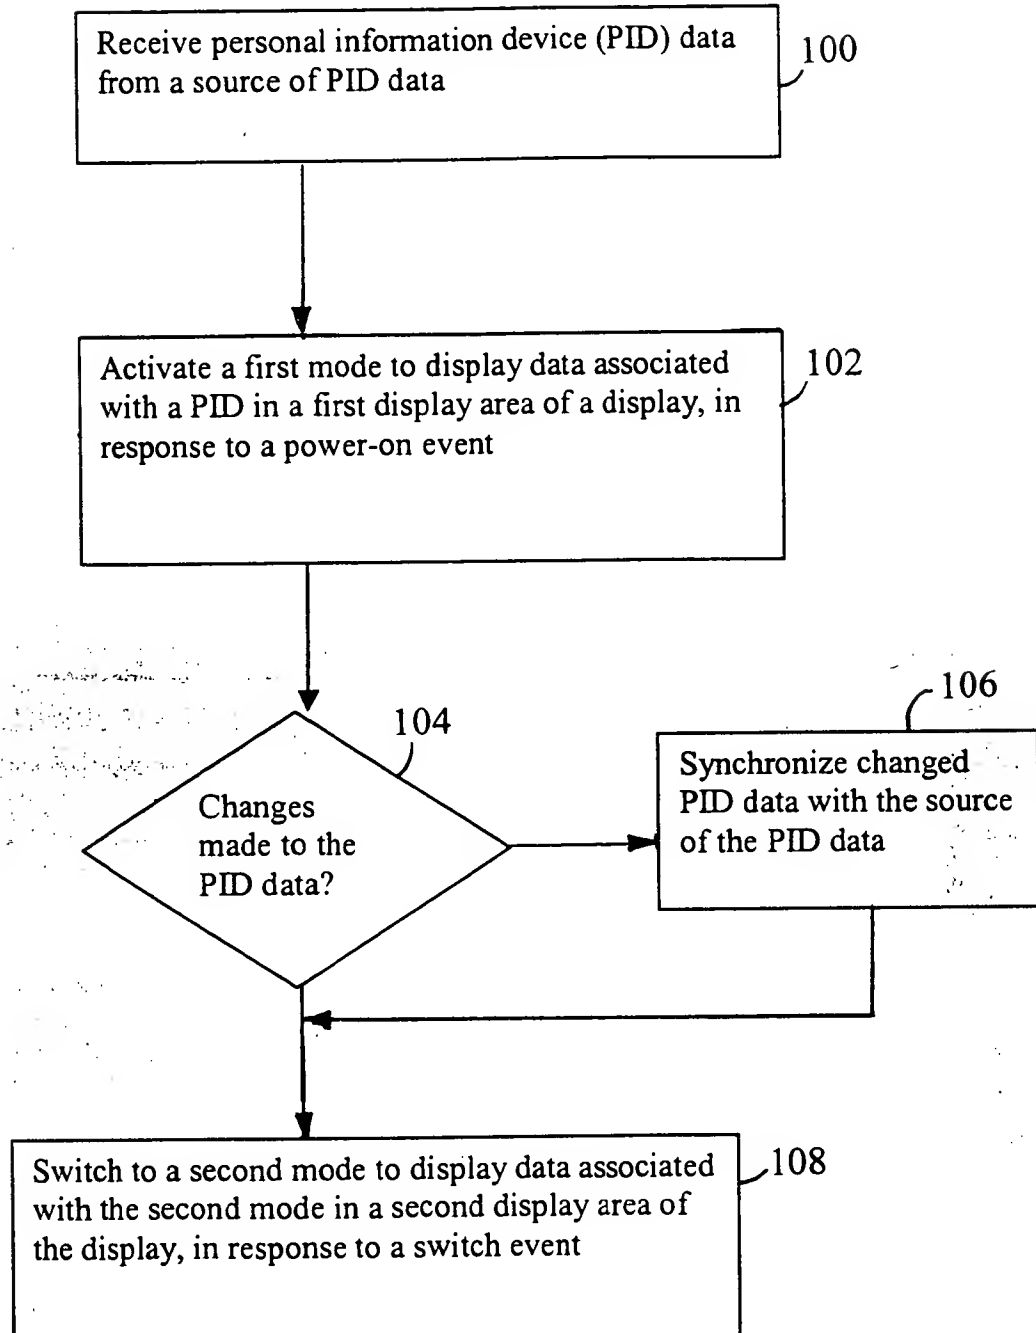 Receive personal information device (PID) data
from a source of PID data
100
Activate a first mode to display data associated
with a PID in a first display area of a display, in
response to a power-on event
102
104
Changes
made to the
PID data?
106
Synchronize changed
PID data with the source
of the PID data
Switch to a second mode to display data associated
with the second mode in a second display area of
the display, in response to a switch event
108